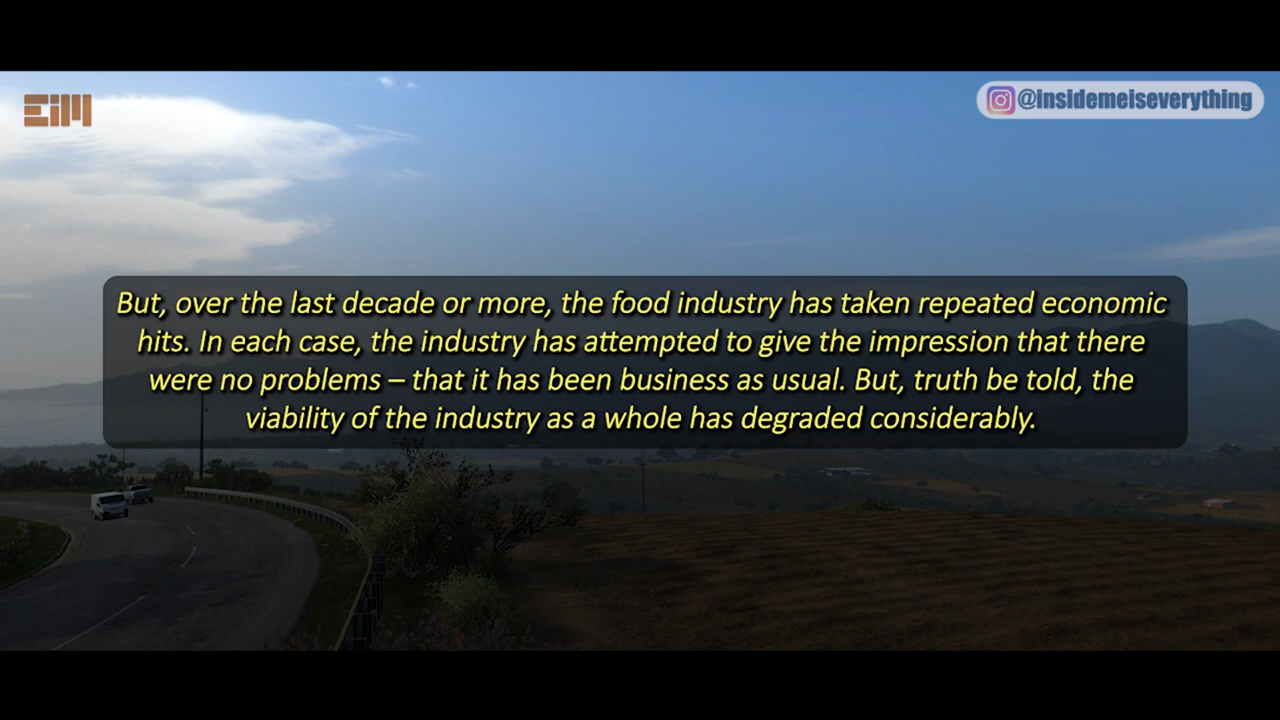 EiM
@insidemeiseverything
But, over the last decade or more, the food industry has taken repeated economic
hits. In each case, the industry has attempted to give the impression that there
were no problems – that it has been business as usual. But, truth be told, the
viability of the industry as a whole has degraded considerably.